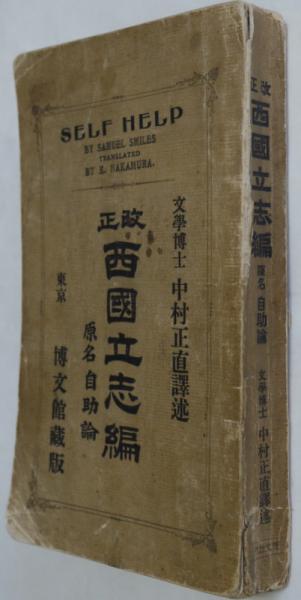 SELF HELP
BY SAMUEL SMILES
TRANSLATED
BY K. NAKAMURA.
文學博士 中村正直譯述
改正
西國立志編
原名 自助論
東京 博文館藏版
改正
西國立志編
原名 自助論
文學博士 中村正直譯述